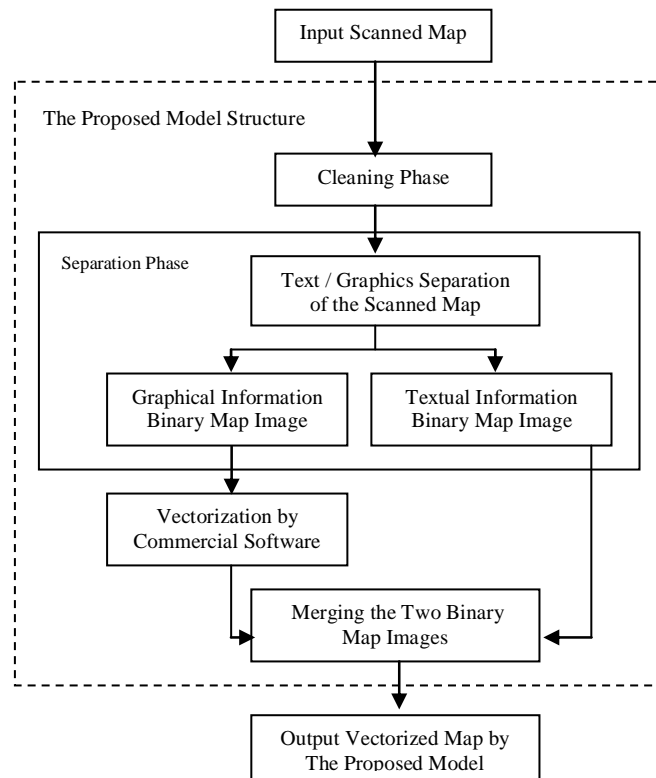 Input Scanned Map
The Proposed Model Structure
Cleaning Phase
Separation Phase
Text / Graphics Separation
of the Scanned Map
Graphical Information
Binary Map Image
Textual Information
Binary Map Image
Vectorization by
Commercial Software
Merging the Two Binary
Map Images
Output Vectorized Map by
The Proposed Model